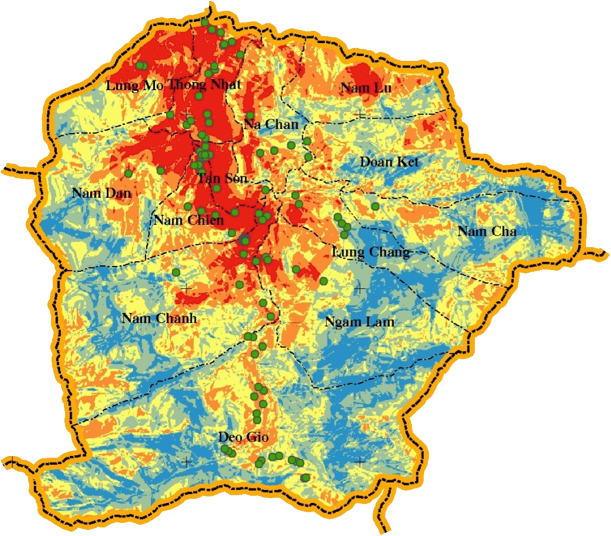 Lung Mo Thong Nhat
Nam Lu
Na Chan
Doan Ket
Tan Son
Nam Dan
Nam Chien
Nam Cha
Lung Chang
Nam Chanh
Ngam Lam
Deo Gio